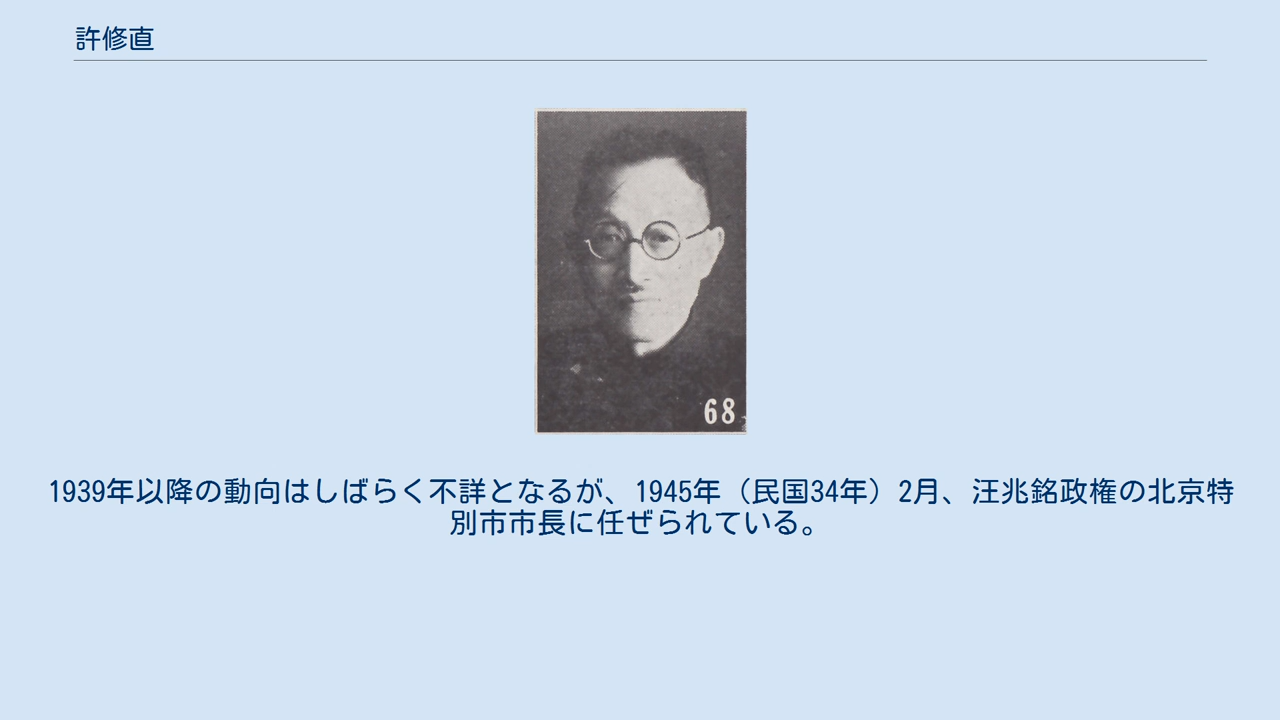 許修直
68
1939年以降の動向はしばらく不詳となるが、1945年（民国34年）2月、汪兆銘政権の北京特
別市市長に任ぜられている。